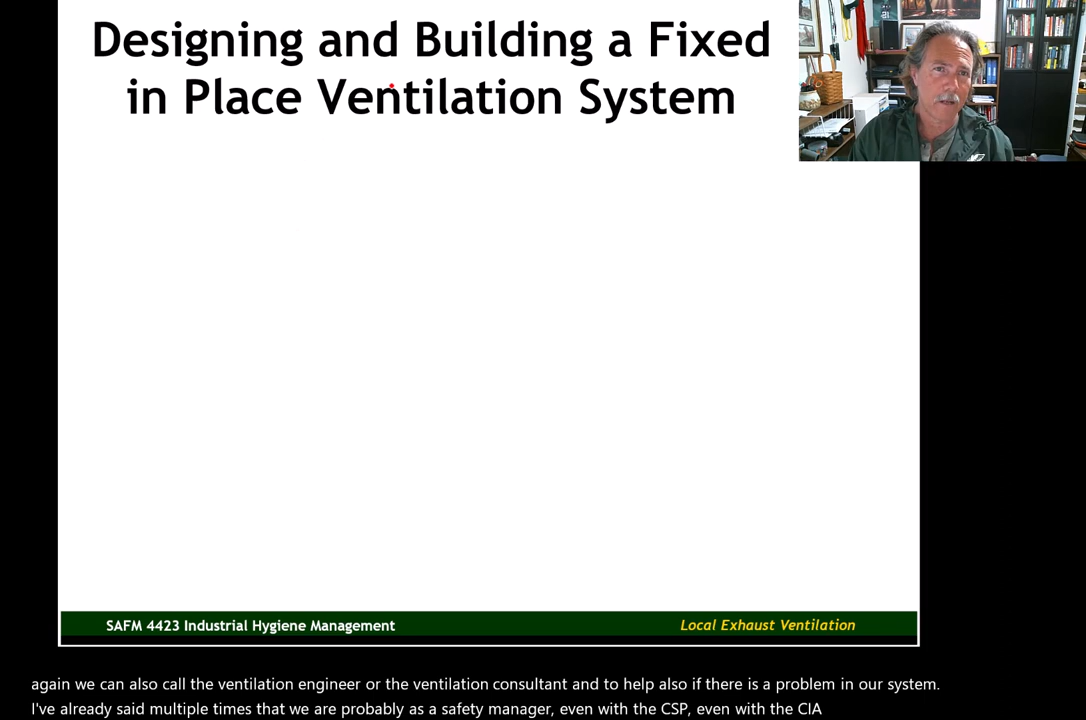 Designing and Building a Fixed
in Place Ventilation System
SAFM 4423 Industrial Hygiene Management
Local Exhaust Ventilation
again we can also call the ventilation engineer or the ventilation consultant and to help also if there is a problem in our system.
I've already said multiple times that we are probably as a safety manager, even with the CSP, even with the CIA